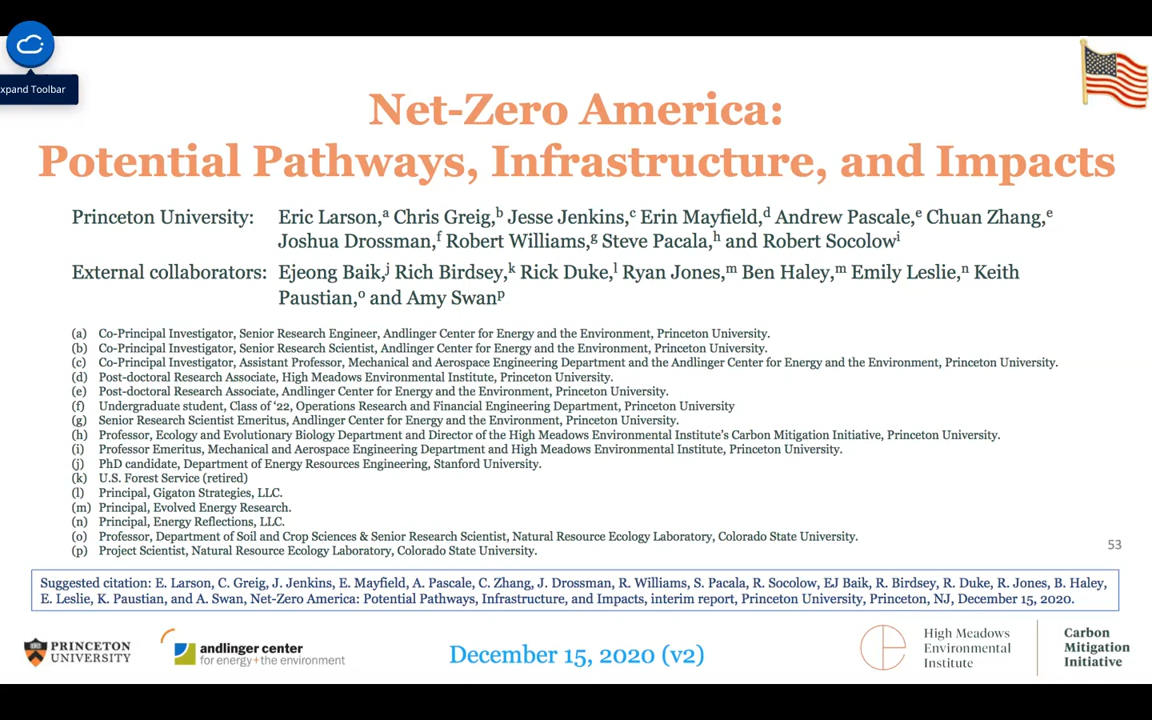 xpand Toolbar
Net-Zero America:
Potential Pathways, Infrastructure, and Impacts
Princeton University: Eric Larson,ᵃ Chris Greig,ᵇ Jesse Jenkins,ᶜ Erin Mayfield,ᵈ Andrew Pascale,ᵉ Chuan Zhang,ᵉ
Joshua Drossman,ᶠ Robert Williams,ᵍ Steve Pacala,ʰ and Robert Socolowⁱ
External collaborators: Ejeong Baik,ʲ Rich Birdsey,ᵏ Rick Duke,ˡ Ryan Jones,ᵐ Ben Haley,ᵐ Emily Leslie,ⁿ Keith
Paustian,ᵒ and Amy Swanᵖ
(a) Co-Principal Investigator, Senior Research Engineer, Andlinger Center for Energy and the Environment, Princeton University.
(b) Co-Principal Investigator, Senior Research Scientist, Andlinger Center for Energy and the Environment, Princeton University.
(c) Co-Principal Investigator, Assistant Professor, Mechanical and Aerospace Engineering Department and the Andlinger Center for Energy and the Environment, Princeton University.
(d) Post-doctoral Research Associate, High Meadows Environmental Institute, Princeton University.
(e) Post-doctoral Research Associate, Andlinger Center for Energy and the Environment, Princeton University.
(f) Undergraduate student, Class of ‘22, Operations Research and Financial Engineering Department, Princeton University
(g) Senior Research Scientist Emeritus, Andlinger Center for Energy and the Environment, Princeton University.
(h) Professor, Ecology and Evolutionary Biology Department and Director of the High Meadows Environmental Institute’s Carbon Mitigation Initiative, Princeton University.
(i) Professor Emeritus, Mechanical and Aerospace Engineering Department and High Meadows Environmental Institute, Princeton University.
(j) PhD candidate, Department of Energy Resources Engineering, Stanford University.
(k) U.S. Forest Service (retired)
(l) Principal, Gigaton Strategies, LLC.
(m) Principal, Evolved Energy Research.
(n) Principal, Energy Reflections, LLC.
(o) Professor, Department of Soil and Crop Sciences & Senior Research Scientist, Natural Resource Ecology Laboratory, Colorado State University.
(p) Project Scientist, Natural Resource Ecology Laboratory, Colorado State University.
53
Suggested citation: E. Larson, C. Greig, J. Jenkins, E. Mayfield, A. Pascale, C. Zhang, J. Drossman, R. Williams, S. Pacala, R. Socolow, EJ Baik, R. Birdsey, R. Duke, R. Jones, B. Haley,
E. Leslie, K. Paustian, and A. Swan, Net-Zero America: Potential Pathways, Infrastructure, and Impacts, interim report, Princeton University, Princeton, NJ, December 15, 2020.
PRINCETON
UNIVERSITY
andlinger center
for energy+the environment
December 15, 2020 (v2)
High Meadows
Environmental
Institute
Carbon
Mitigation
Initiative